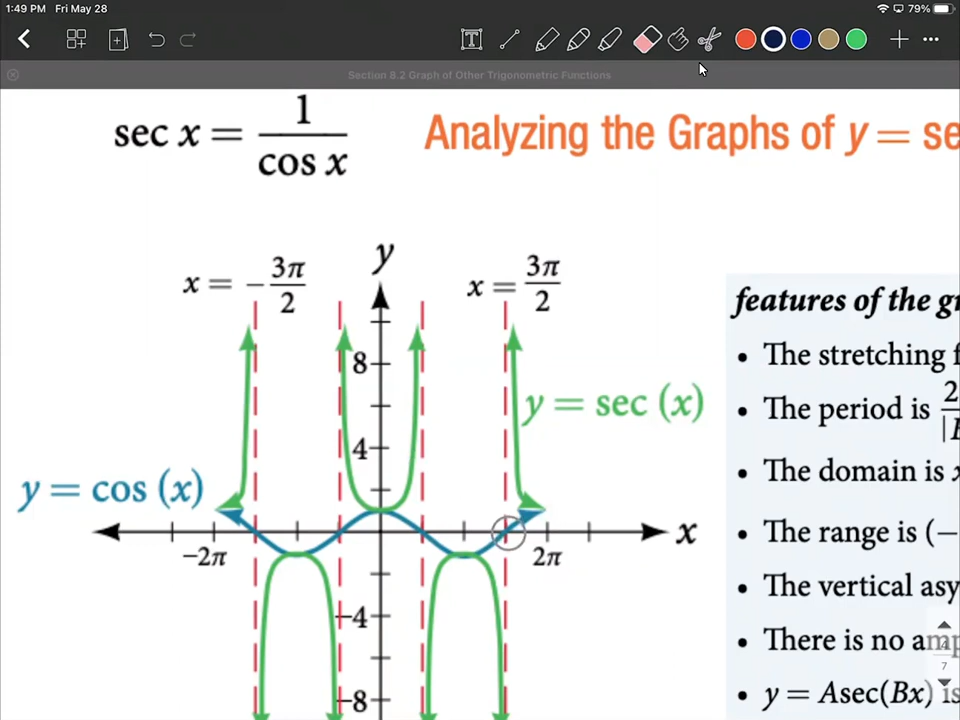 1:49 PM Fri May 28
79%
Section 8.2 Graph of Other Trigonometric Functions
sec x = 1/cos x
Analyzing the Graphs of y = se
x = −3π/2
y
x = 3π/2
features of the g
8
• The stretching f
y = sec (x)
• The period is 2
|B
4
• The domain is x
y = cos (x)
x
• The range is (−
−2π
2π
• The vertical asy
−4
• There is no amp
7
−8
• y = Asec(Bx) is